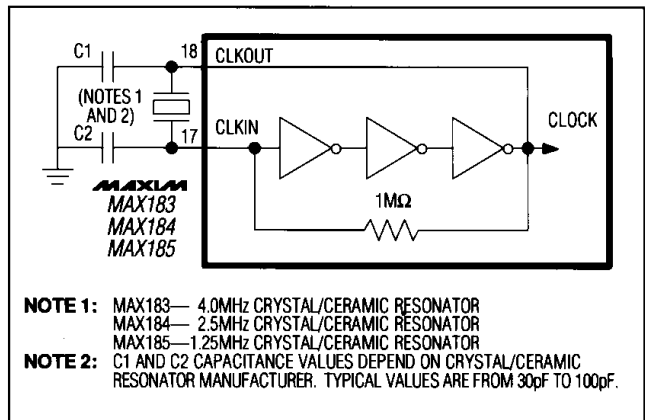 C1
18
CLKOUT
(NOTES 1
AND 2)
CLOCK
C2
17
CLKIN
MAXIM
MAX183
MAX184
MAX185
1MΩ
NOTE 1: MAX183— 4.0MHz CRYSTAL/CERAMIC RESONATOR
MAX184— 2.5MHz CRYSTAL/CERAMIC RESONATOR
MAX185—1.25MHz CRYSTAL/CERAMIC RESONATOR
NOTE 2: C1 AND C2 CAPACITANCE VALUES DEPEND ON CRYSTAL/CERAMIC
RESONATOR MANUFACTURER. TYPICAL VALUES ARE FROM 30pF TO 100pF.